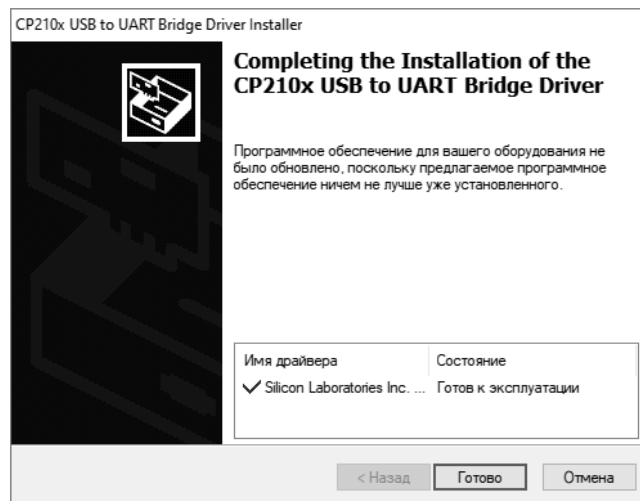 CP210x USB to UART Bridge Driver Installer
Completing the Installation of the
CP210x USB to UART Bridge Driver
Программное обеспечение для вашего оборудования не
было обновлено, поскольку предлагаемое программное
обеспечение ничем не лучше уже установленного.
Имя драйвера Состояние
Silicon Laboratories Inc. ... Готов к эксплуатации
< Назад Готово Отмена